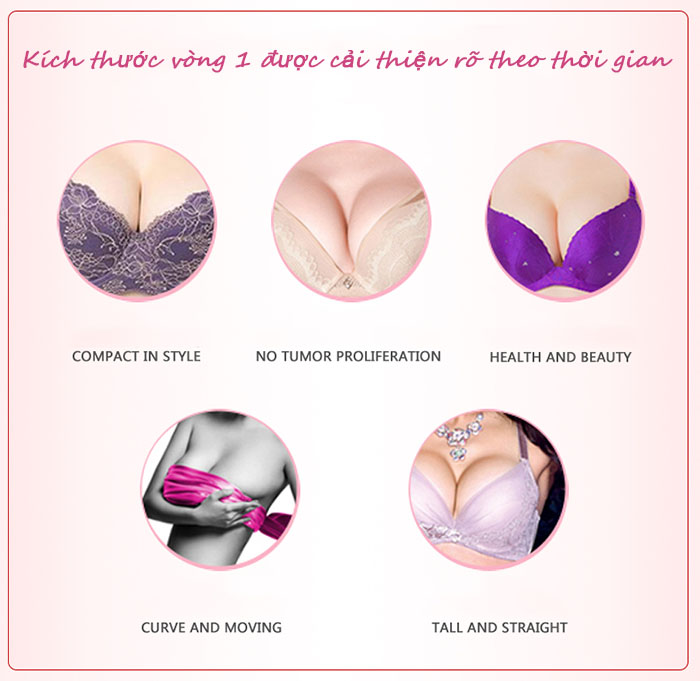 Kích thước vòng 1 được cải thiện rõ theo thời gian
COMPACT IN STYLE
NO TUMOR PROLIFERATION
HEALTH AND BEAUTY
CURVE AND MOVING
TALL AND STRAIGHT